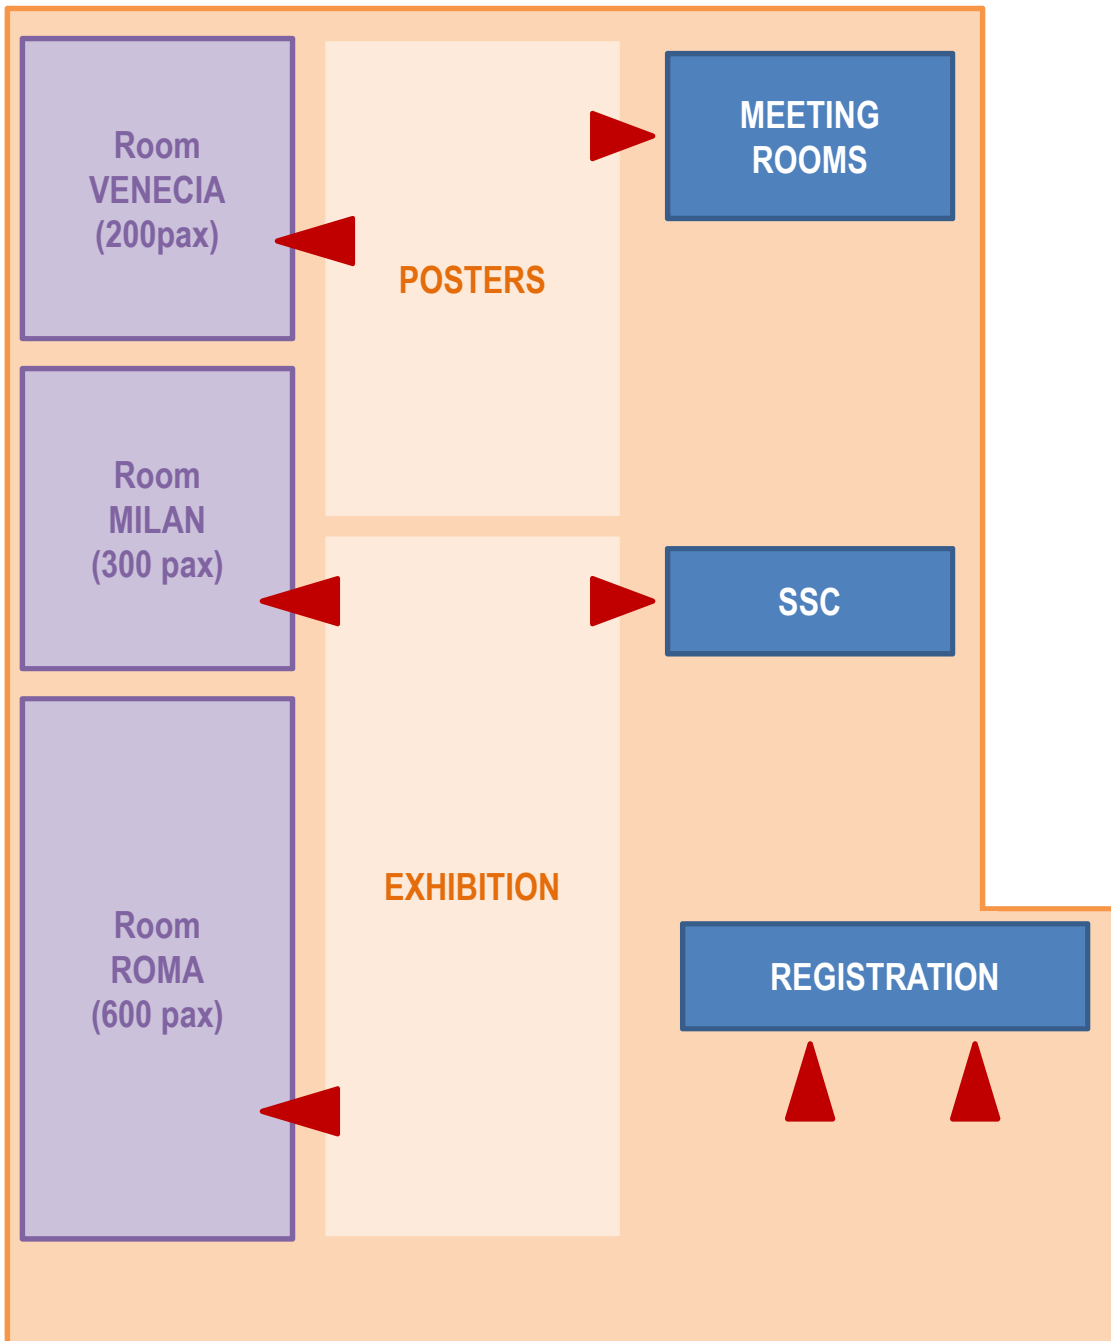 Room
VENECIA
(200pax)
POSTERS
MEETING
ROOMS
Room
MILAN
(300 pax)
SSC
EXHIBITION
Room
ROMA
(600 pax)
REGISTRATION